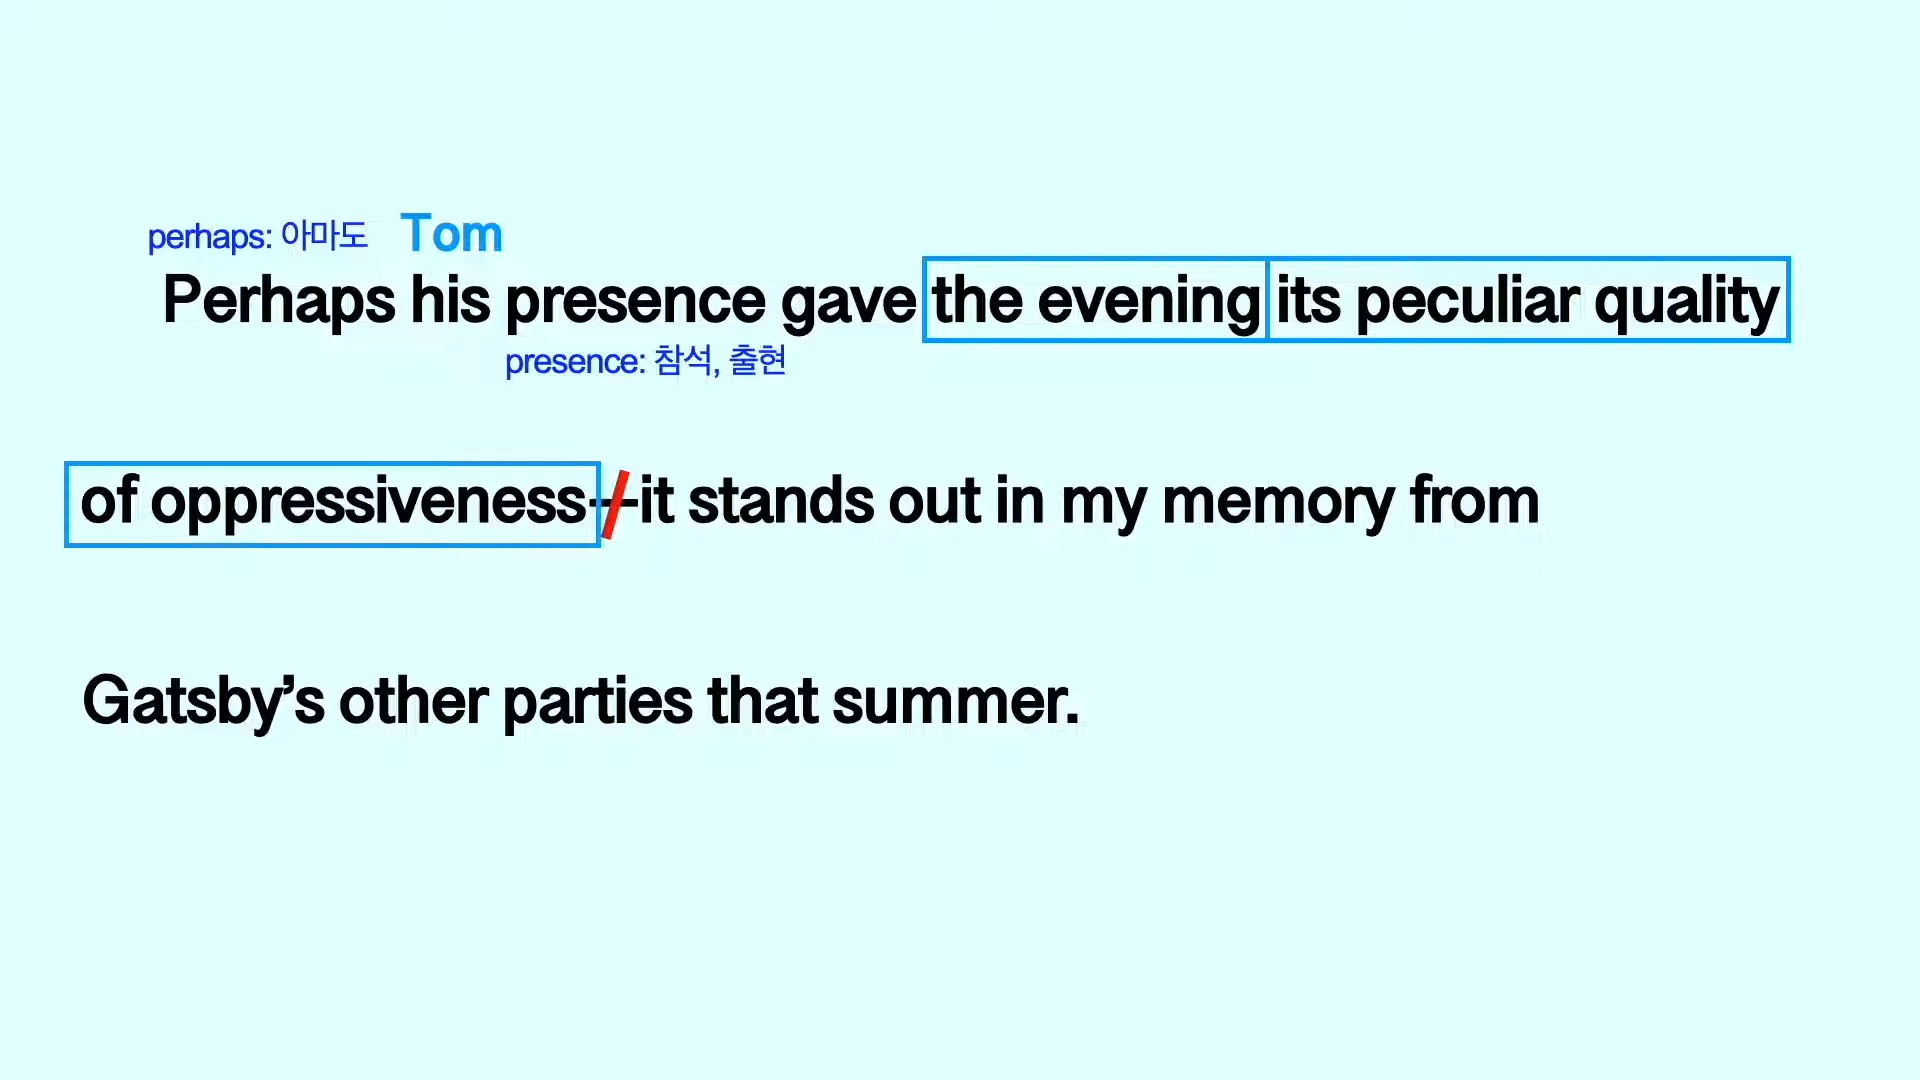 perhaps: 아마도 Tom
Perhaps his presence gave the evening its peculiar quality
presence: 참석, 출현
of oppressiveness—it stands out in my memory from
Gatsby’s other parties that summer.